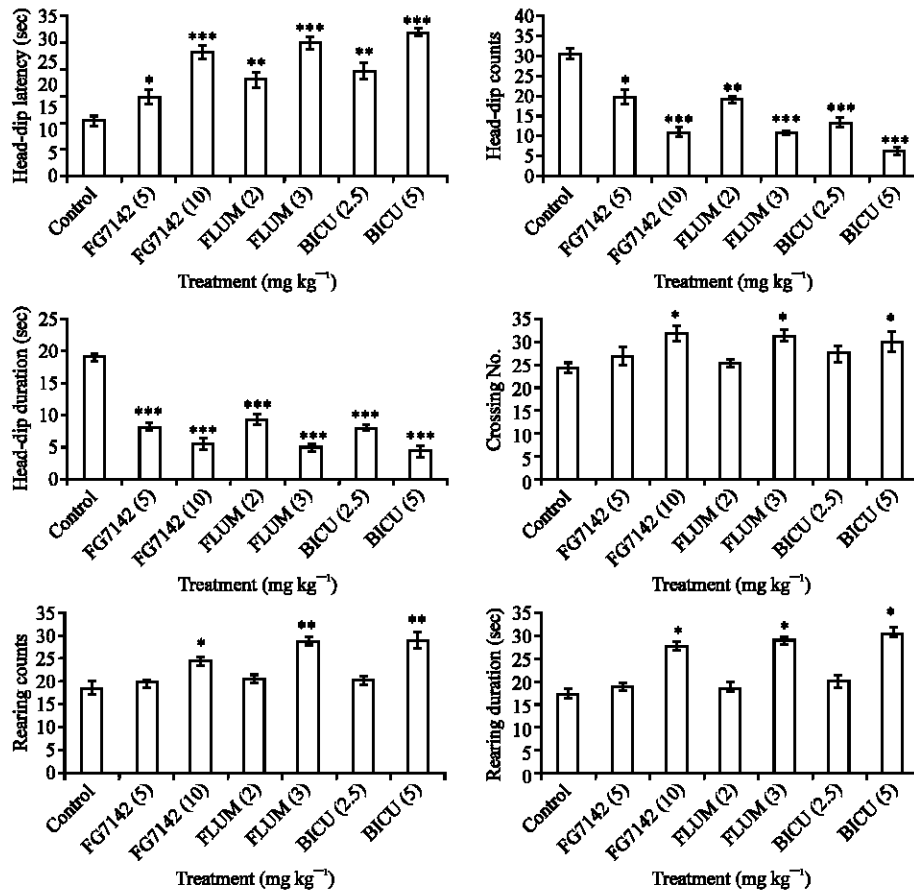 Head-dip latency (sec)
35
30
25
20
15
10
5
0
*
***
**
***
**
***
Control
FG7142 (5)
FG7142 (10)
FLUM (2)
FLUM (3)
BICU (2.5)
BICU (5)
Treatment (mg kg⁻¹)
Head-dip counts
40
35
30
25
20
15
10
5
0
*
***
**
***
***
***
Control
FG7142 (5)
FG7142 (10)
FLUM (2)
FLUM (3)
BICU (2.5)
BICU (5)
Treatment (mg kg⁻¹)
Head-dip duration (sec)
25
20
15
10
5
0
***
***
***
***
***
***
Control
FG7142 (5)
FG7142 (10)
FLUM (2)
FLUM (3)
BICU (2.5)
BICU (5)
Treatment (mg kg⁻¹)
Crossing No.
35
30
25
20
15
10
5
0
*
*
*
Control
FG7142 (5)
FG7142 (10)
FLUM (2)
FLUM (3)
BICU (2.5)
BICU (5)
Treatment (mg kg⁻¹)
Rearing counts
35
30
25
20
15
10
5
0
*
**
**
Control
FG7142 (5)
FG7142 (10)
FLUM (2)
FLUM (3)
BICU (2.5)
BICU (5)
Treatment (mg kg⁻¹)
Rearing duration (sec)
35
30
25
20
15
10
5
0
*
*
*
Control
FG7142 (5)
FG7142 (10)
FLUM (2)
FLUM (3)
BICU (2.5)
BICU (5)
Treatment (mg kg⁻¹)